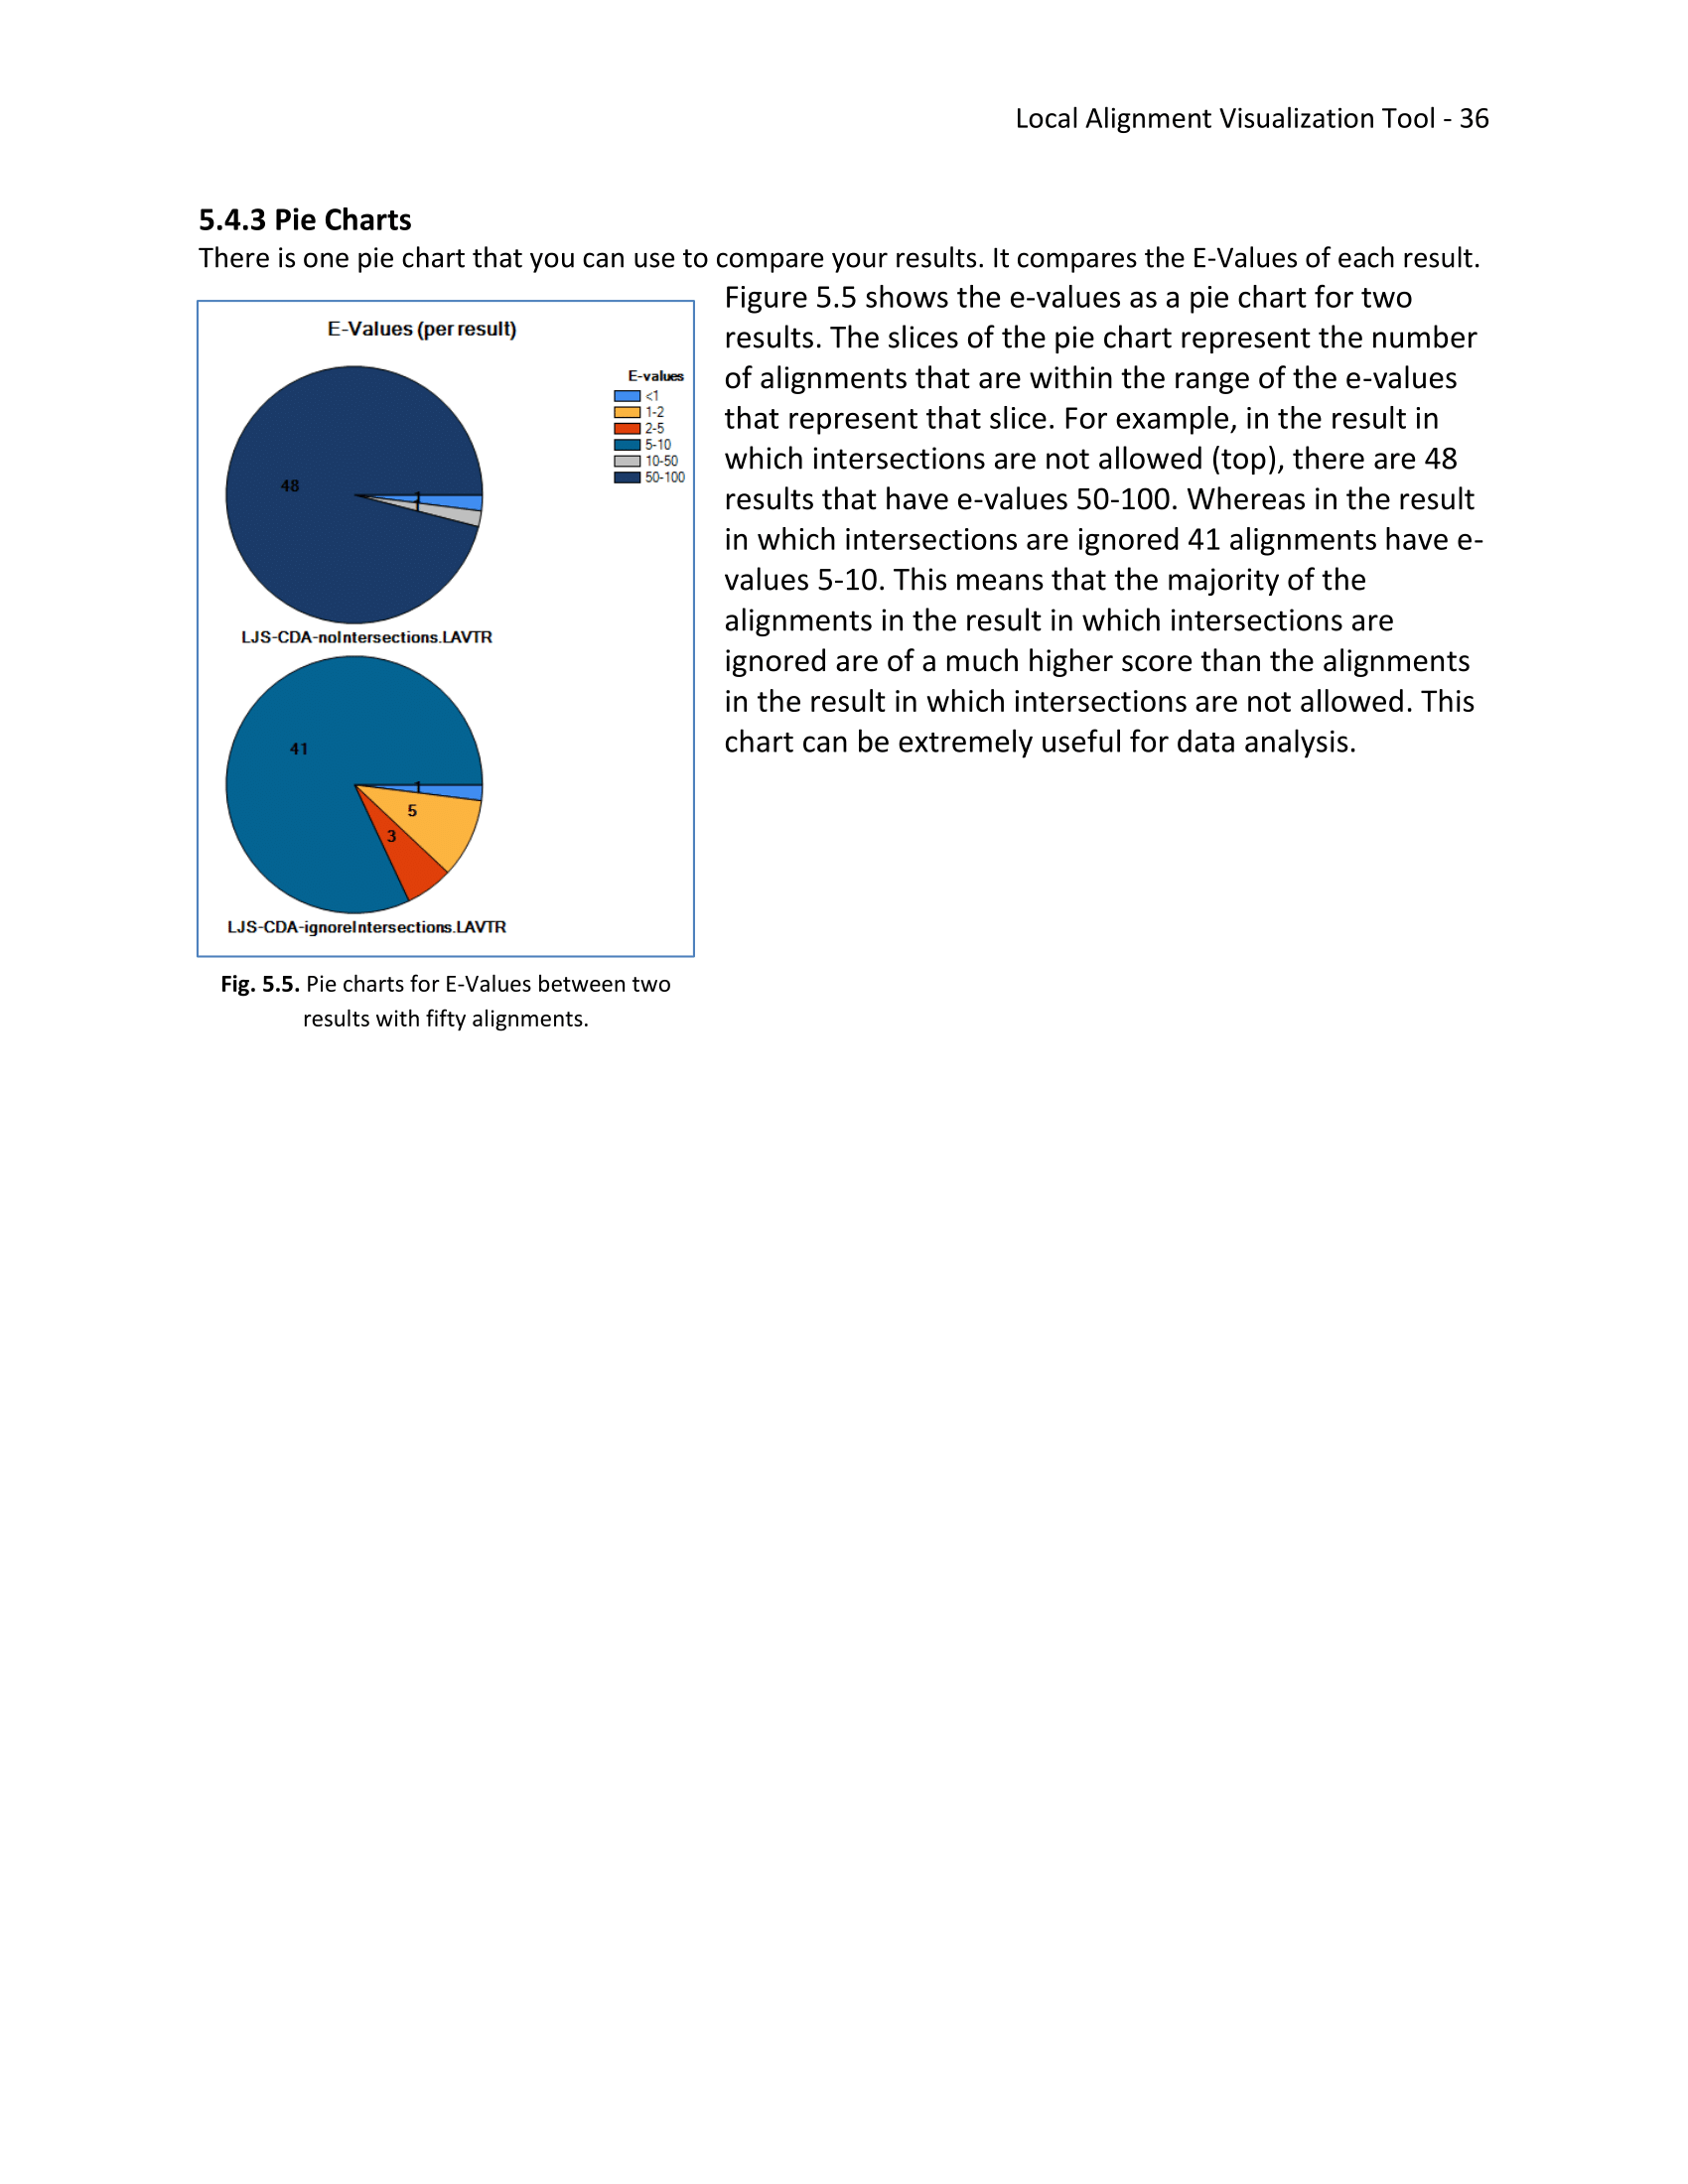 Local Alignment Visualization Tool - 36
5.4.3 Pie Charts
There is one pie chart that you can use to compare your results. It compares the E-Values of each result.
Figure 5.5 shows the e-values as a pie chart for two
results. The slices of the pie chart represent the number
of alignments that are within the range of the e-values
that represent that slice. For example, in the result in
which intersections are not allowed (top), there are 48
results that have e-values 50-100. Whereas in the result
in which intersections are ignored 41 alignments have e-
values 5-10. This means that the majority of the
alignments in the result in which intersections are
ignored are of a much higher score than the alignments
in the result in which intersections are not allowed. This
chart can be extremely useful for data analysis.
E-Values (per result)
E-values
<1
1-2
2-5
5-10
10-50
50-100
48
1
1
LJS-CDA-noIntersections.LAVTR
41
1
5
3
LJS-CDA-ignoreIntersections.LAVTR
Fig. 5.5. Pie charts for E-Values between two
results with fifty alignments.